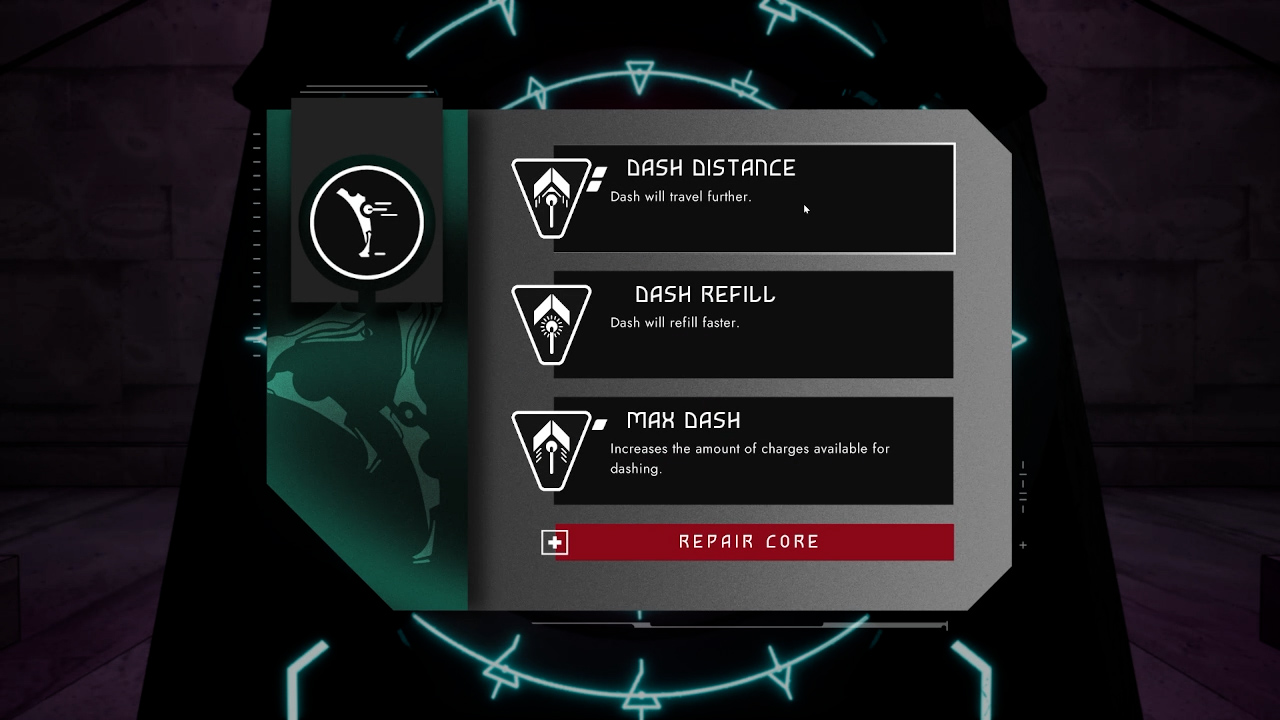 DASH DISTANCE
Dash will travel further.
DASH REFILL
Dash will refill faster.
MAX DASH
Increases the amount of charges available for
dashing.
REPAIR CORE